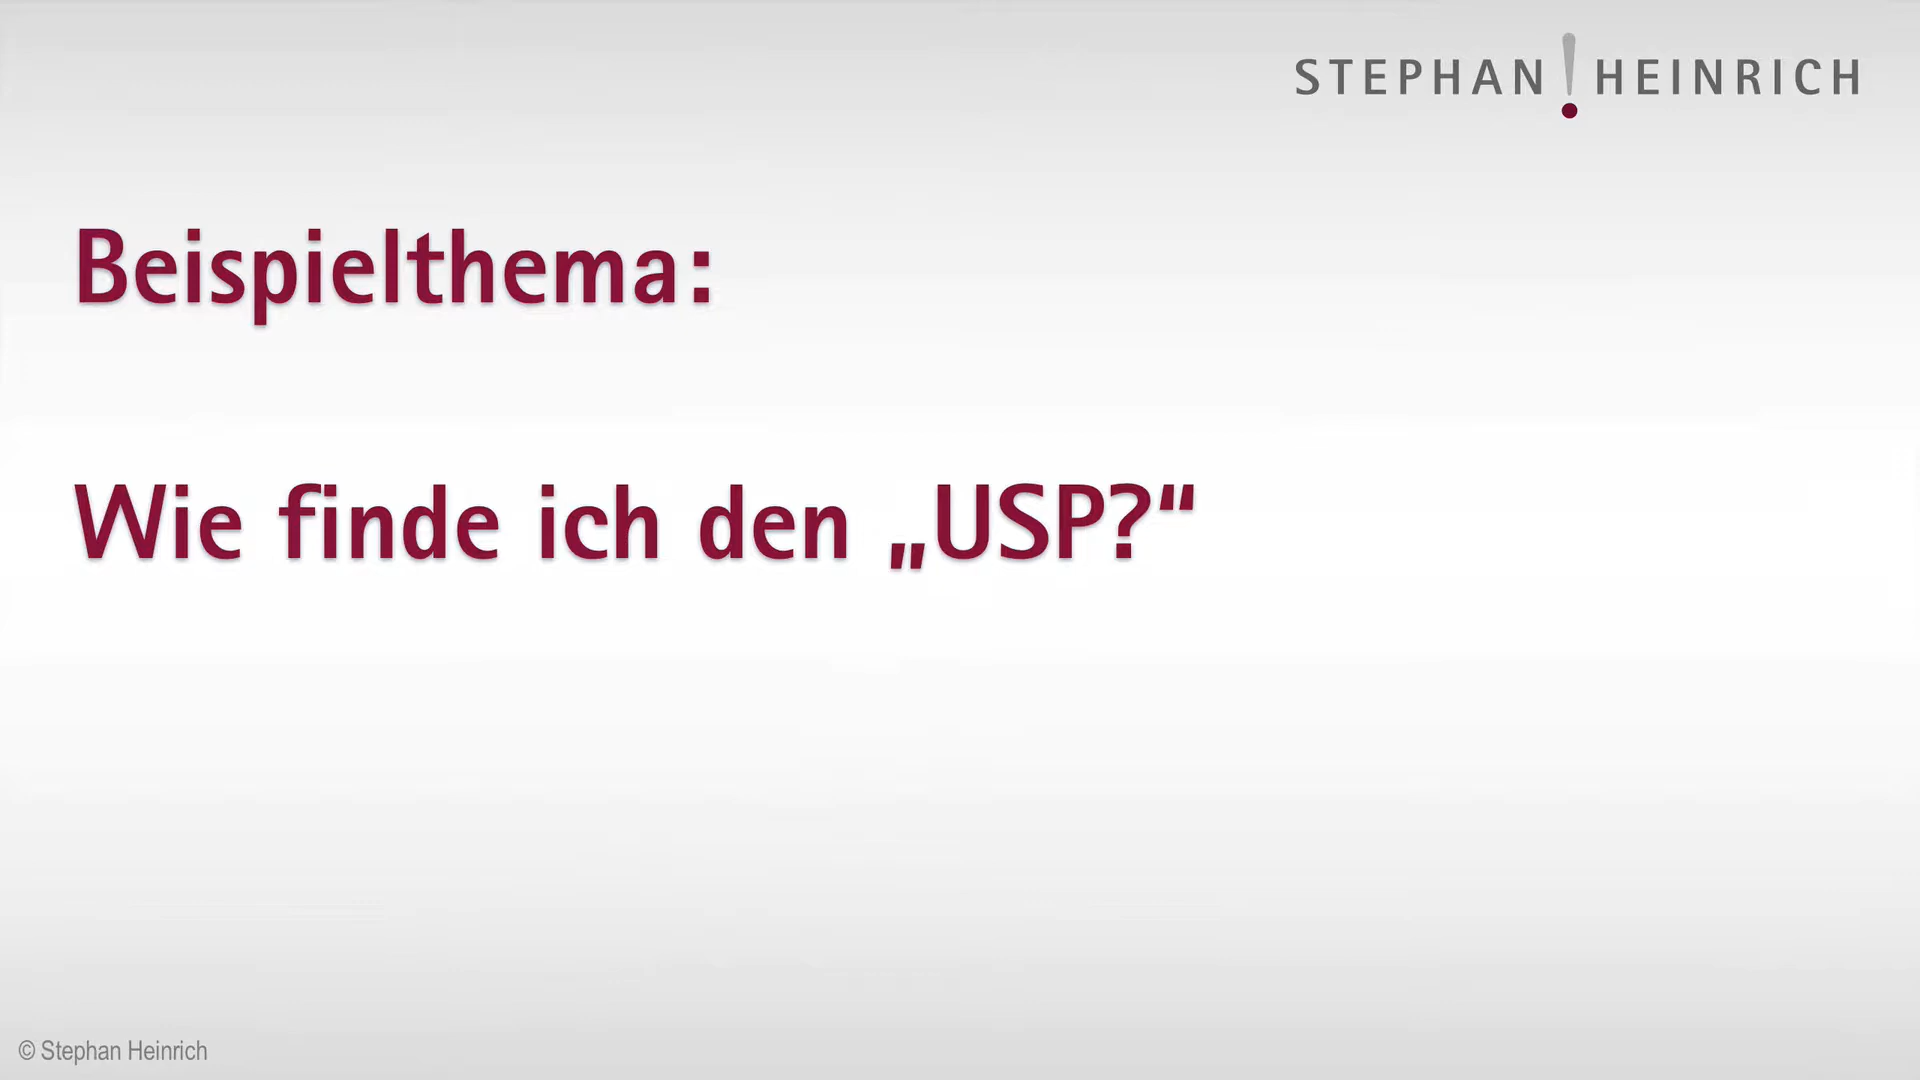 STEPHAN!HEINRICH
Beispielthema:
Wie finde ich den „USP?“
© Stephan Heinrich